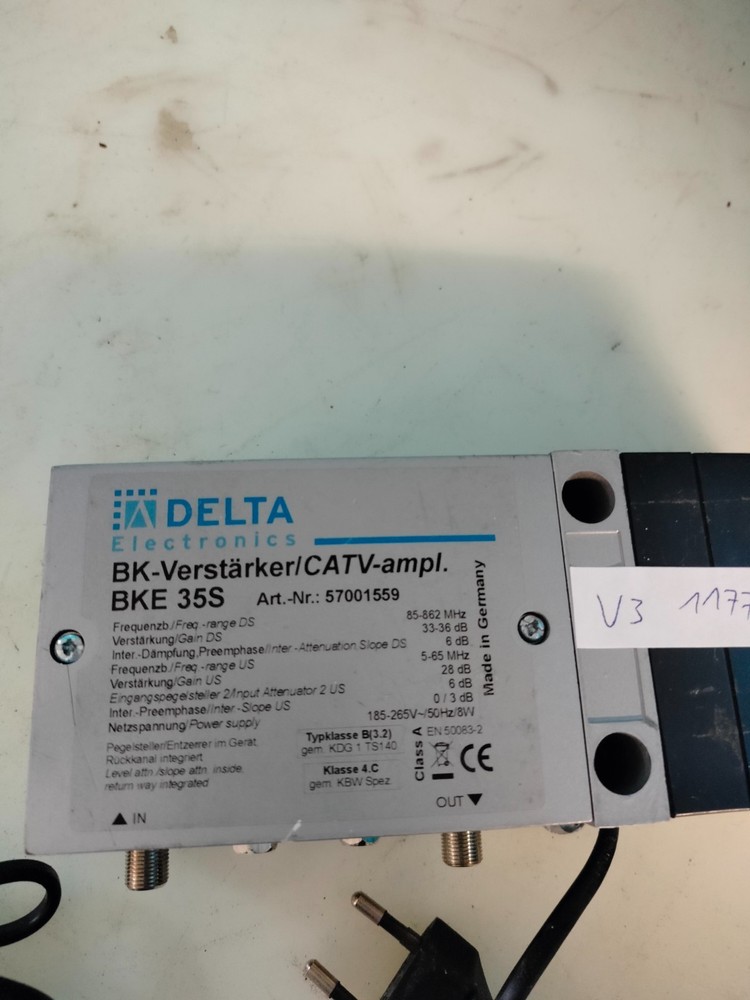 DELTA
Electronics
BK-Verstärker/CATV-ampl.
BKE 35S Art.-Nr.: 57001559
Frequenzb./Freq.-range DS 85-862 MHz
Verstärkung/Gain DS 33-36 dB
Inter.-Dämpfung,Preemphase/Inter.-Attenuation,Slope DS 6 dB
Frequenzb./Freq.-range US 5-65 MHz
Verstärkung/Gain US 28 dB
Eingangspegelsteller 2/Input Attenuator 2 US 6 dB
Inter.-Preemphase/Inter.-Slope US 0 / 3 dB
Netzspannung/Power supply 185-265V~/50Hz/8W
Made in Germany
Pegelsteller/Entzerrer im Gerät,
Rückkanal integriert
Level attn./slope attn. inside,
return way integrated
Typklasse B(3.2)
gem. KDG 1 TS140
Klasse 4.C
gem. KBW Spez
Class A
EN 50083-2
CE
▲ IN
OUT ▼
V3 1177